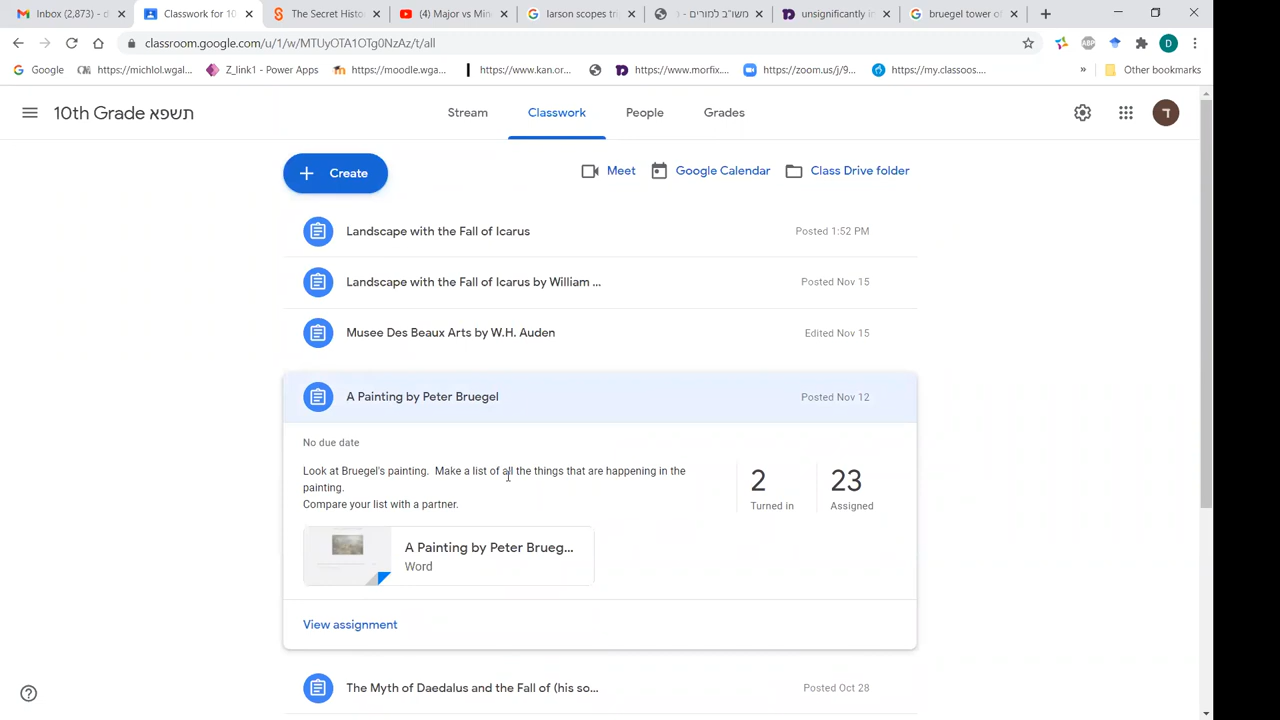 Inbox (2,873) - d
Classwork for 10
The Secret Histo
(4) Major vs Min
larson scopes tri
משו"ב למורים - כ
unsignificantly in
bruegel tower of
classroom.google.com/u/1/w/MTUyOTA1OTg0NzAz/t/all
ABP
D
Google
https://michlol.wgal...
Z_link1 - Power Apps
https://moodle.wga...
https://www.kan.or...
https://www.morfix...
https://zoom.us/j/9...
https://my.classoos....
»
Other bookmarks
10th Grade תשפא
Stream
Classwork
People
Grades
ד
Create
Meet
Google Calendar
Class Drive folder
Landscape with the Fall of Icarus
Posted 1:52 PM
Landscape with the Fall of Icarus by William ...
Posted Nov 15
Musee Des Beaux Arts by W.H. Auden
Edited Nov 15
A Painting by Peter Bruegel
Posted Nov 12
No due date
Look at Bruegel's painting. Make a list of all the things that are happening in the
painting.
Compare your list with a partner.
2
Turned in
23
Assigned
A Painting by Peter Brueg...
Word
View assignment
The Myth of Daedalus and the Fall of (his so...
Posted Oct 28